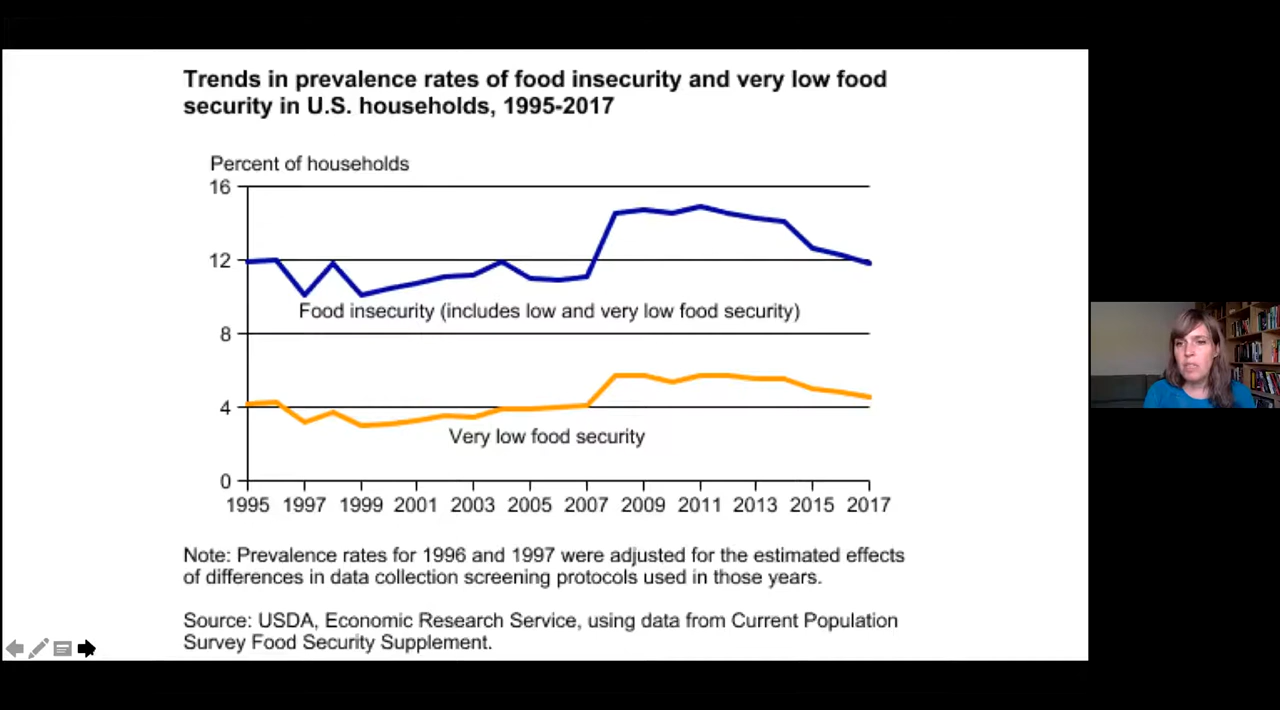 Trends in prevalence rates of food insecurity and very low food
security in U.S. households, 1995-2017
Percent of households
16
12
Food insecurity (includes low and very low food security)
8
4
Very low food security
0
1995 1997 1999 2001 2003 2005 2007 2009 2011 2013 2015 2017
Note: Prevalence rates for 1996 and 1997 were adjusted for the estimated effects
of differences in data collection screening protocols used in those years.
Source: USDA, Economic Research Service, using data from Current Population
Survey Food Security Supplement.